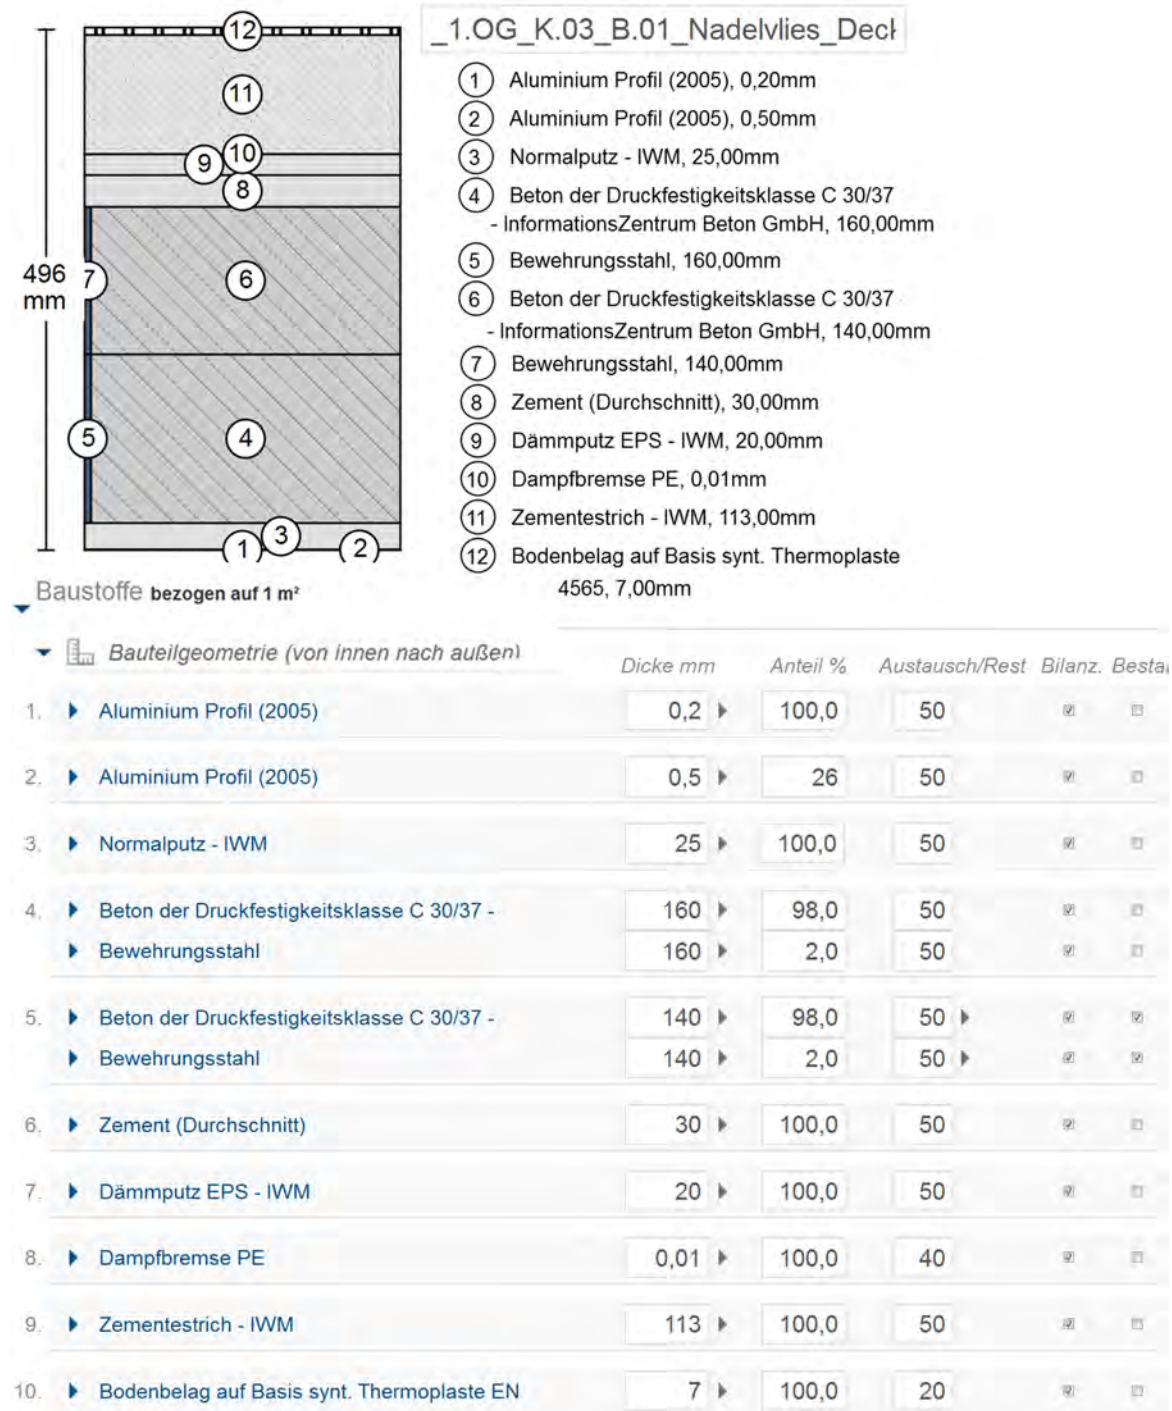 _1.OG_K.03_B.01_Nadelvlies_Deck
1 Aluminium Profil (2005), 0,20mm
2 Aluminium Profil (2005), 0,50mm
3 Normalputz - IWM, 25,00mm
4 Beton der Druckfestigkeitsklasse C 30/37
- InformationsZentrum Beton GmbH, 160,00mm
5 Bewehrungsstahl, 160,00mm
6 Beton der Druckfestigkeitsklasse C 30/37
- InformationsZentrum Beton GmbH, 140,00mm
7 Bewehrungsstahl, 140,00mm
8 Zement (Durchschnitt), 30,00mm
9 Dämmputz EPS - IWM, 20,00mm
10 Dampfbremse PE, 0,01mm
11 Zementestrich - IWM, 113,00mm
12 Bodenbelag auf Basis synt. Thermoplaste
4565, 7,00mm
12
11
10
9
8
496
mm
7
6
5
4
3
1
2
Baustoffe bezogen auf 1 m²
Bauteilgeometrie (von innen nach außen) Dicke mm Anteil % Austausch/Rest Bilanz. Besta
1. Aluminium Profil (2005) 0,2 100,0 50
2. Aluminium Profil (2005) 0,5 26 50
3. Normalputz - IWM 25 100,0 50
4. Beton der Druckfestigkeitsklasse C 30/37 - 160 98,0 50
Bewehrungsstahl 160 2,0 50
5. Beton der Druckfestigkeitsklasse C 30/37 - 140 98,0 50
Bewehrungsstahl 140 2,0 50
6. Zement (Durchschnitt) 30 100,0 50
7. Dämmputz EPS - IWM 20 100,0 50
8. Dampfbremse PE 0,01 100,0 40
9. Zementestrich - IWM 113 100,0 50
10. Bodenbelag auf Basis synt. Thermoplaste EN 7 100,0 20